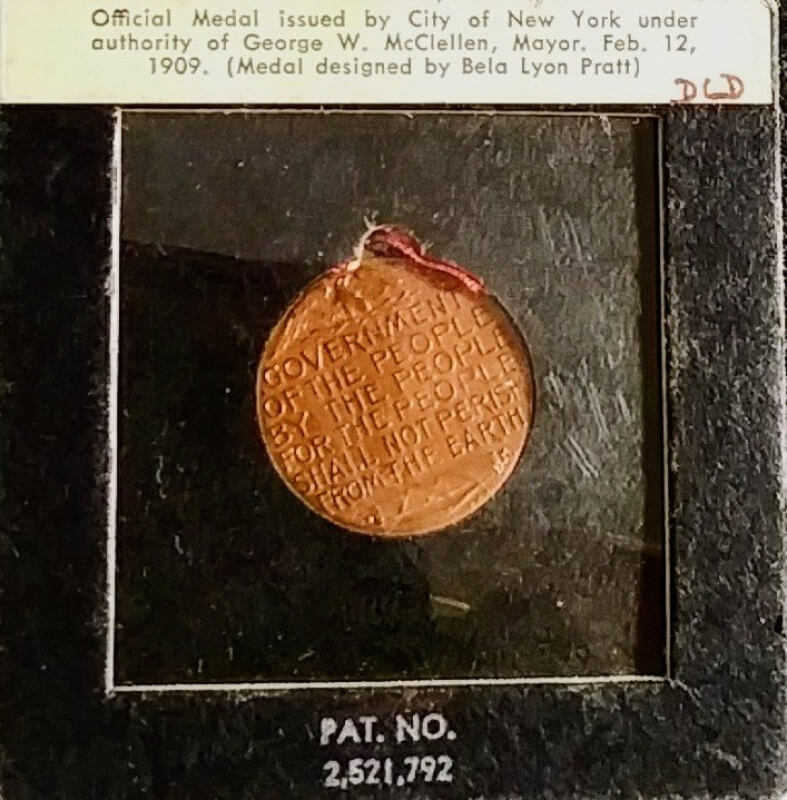 Official Medal issued by City of New York under
authority of George W. McClellen, Mayor. Feb. 12,
1909. (Medal designed by Bela Lyon Pratt)
DLD
GOVERNMENT
OF THE PEOPLE
BY THE PEOPLE
FOR THE PEOPLE
SHALL NOT PERISH
FROM THE EARTH
PAT. NO.
2,521,792